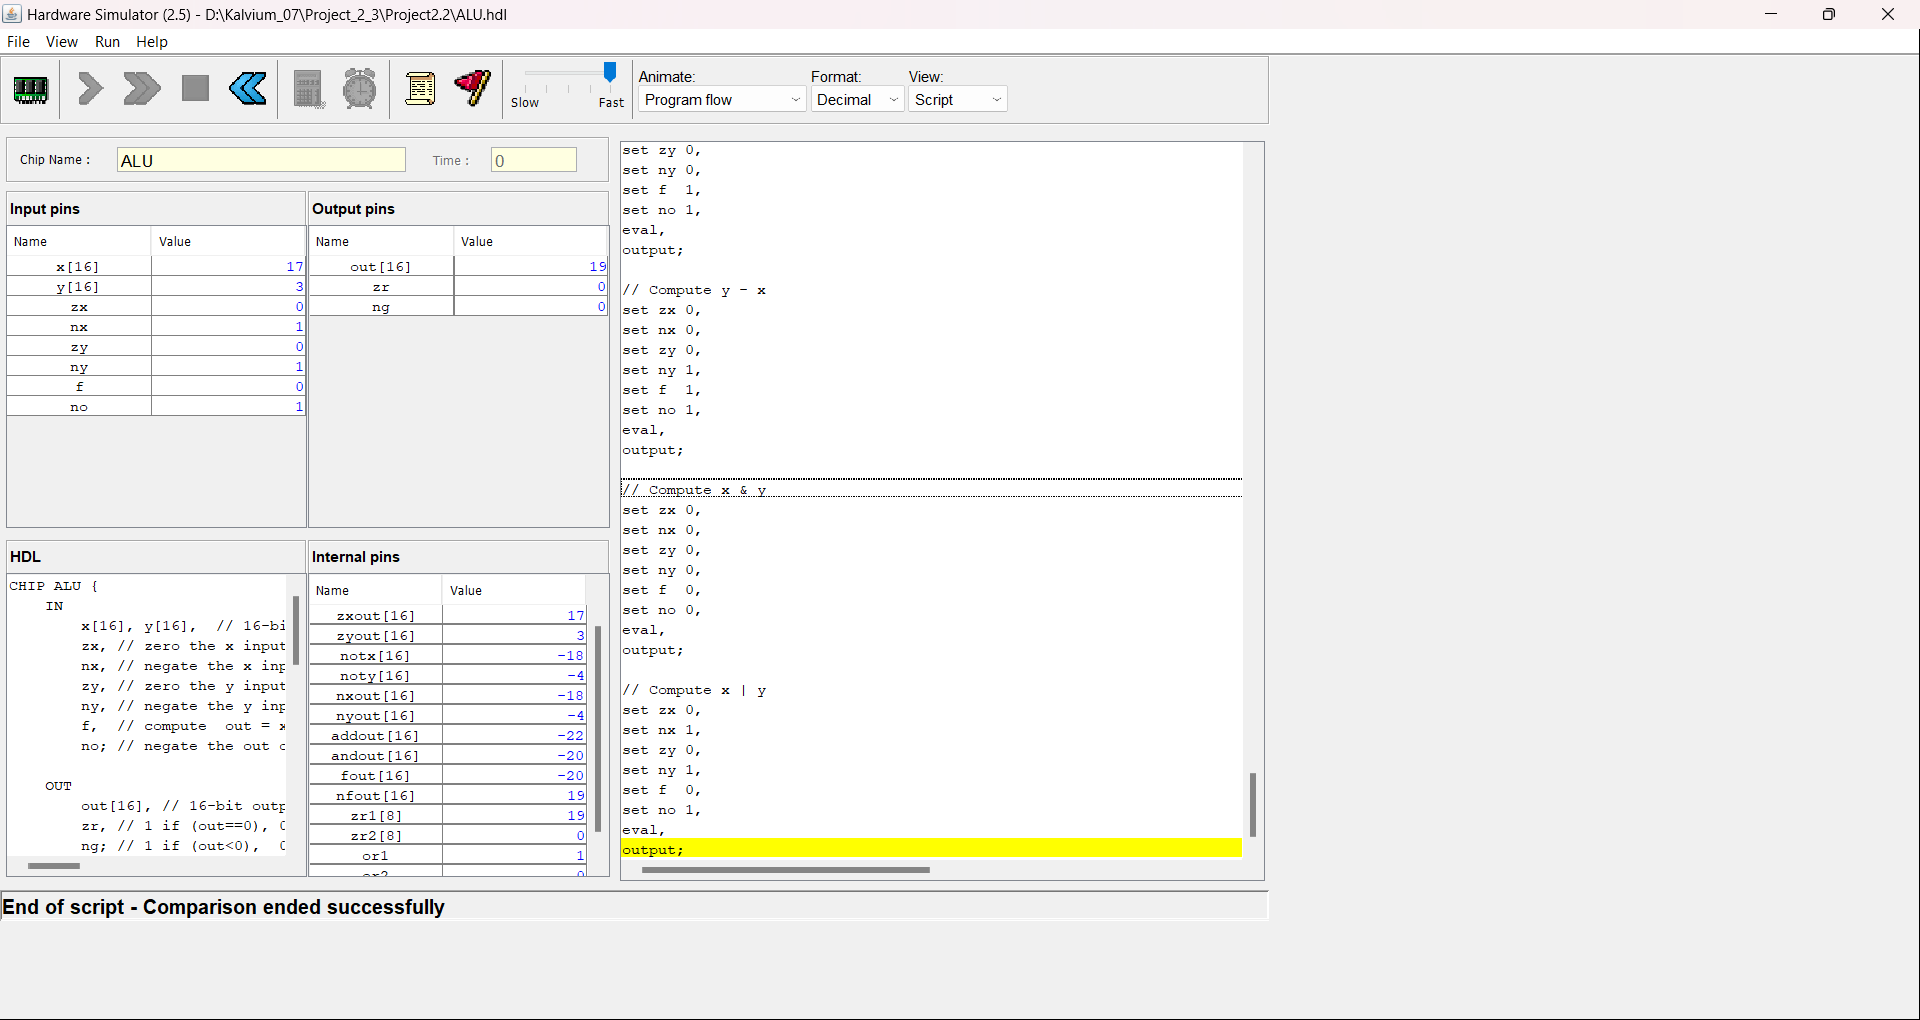 Hardware Simulator (2.5) - D:\Kalvium_07\Project_2_3\Project2.2\ALU.hdl
File View Run Help
Slow Fast
Animate: Format: View:
Program flow Decimal Script
Chip Name : ALU Time : 0
Input pins
Name Value
x[16] 17
y[16] 3
zx 0
nx 1
zy 0
ny 1
f 0
no 1
Output pins
Name Value
out[16] 19
zr 0
ng 0
HDL
CHIP ALU {
IN
x[16], y[16], // 16-bi
zx, // zero the x input
nx, // negate the x inp
zy, // zero the y input
ny, // negate the y inp
f, // compute out = x
no; // negate the out o
OUT
out[16], // 16-bit outp
zr, // 1 if (out==0), 0
ng; // 1 if (out<0), 0
Internal pins
Name Value
zxout[16] 17
zyout[16] 3
notx[16] -18
noty[16] -4
nxout[16] -18
nyout[16] -4
addout[16] -22
andout[16] -20
fout[16] -20
nfout[16] 19
zr1[8] 19
zr2[8] 0
or1 1
or2 0
set zy 0,
set ny 0,
set f 1,
set no 1,
eval,
output;
// Compute y - x
set zx 0,
set nx 0,
set zy 0,
set ny 1,
set f 1,
set no 1,
eval,
output;
// Compute x & y
set zx 0,
set nx 0,
set zy 0,
set ny 0,
set f 0,
set no 0,
eval,
output;
// Compute x | y
set zx 0,
set nx 1,
set zy 0,
set ny 1,
set f 0,
set no 1,
eval,
output;
End of script - Comparison ended successfully